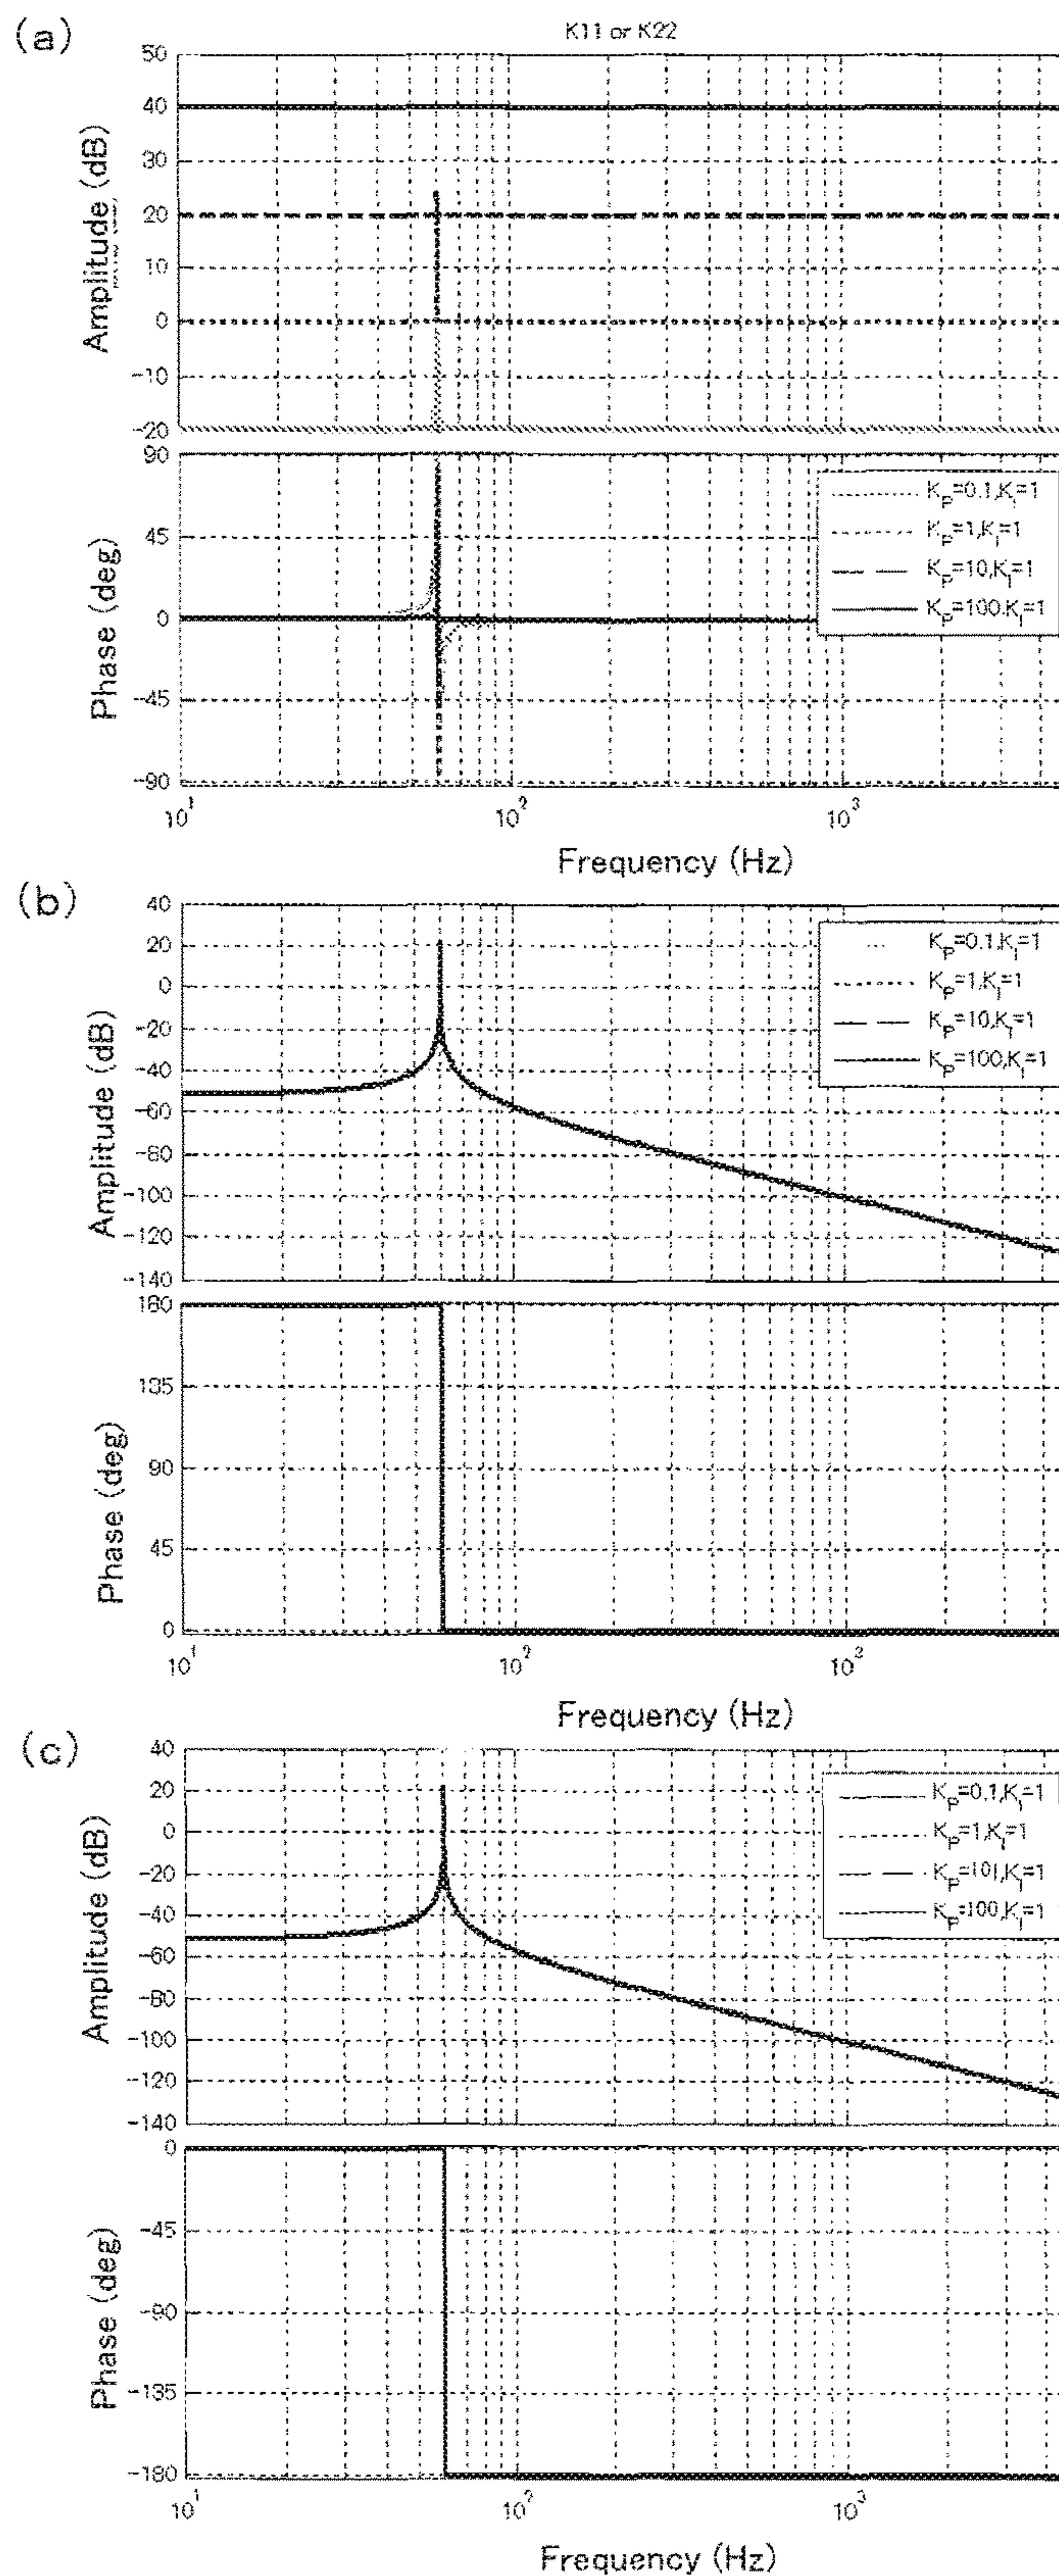 (a)
K11 or K22
50
40
30
20
10
0
-10
-20
Amplitude (dB)
90
45
0
-45
-90
Phase (deg)
K_P=0.1,K_I=1
K_P=1,K_I=1
K_P=10,K_I=1
K_P=100,K_I=1
10^1
10^2
10^3
Frequency (Hz)
(b)
40
20
0
-20
-40
-60
-80
-100
-120
-140
Amplitude (dB)
K_P=0.1,K_I=1
K_P=1,K_I=1
K_P=10,K_I=1
K_P=100,K_I=1
180
135
90
45
0
Phase (deg)
10^1
10^2
10^2
Frequency (Hz)
(c)
40
20
0
-20
-40
-60
-80
-100
-120
-140
Amplitude (dB)
K_P=0.1,K_I=1
K_P=1,K_I=1
K_P=10,K_I=1
K_P=100,K_I=1
0
-45
-90
-135
-180
Phase (deg)
10^1
10^2
10^3
Frequency (Hz)